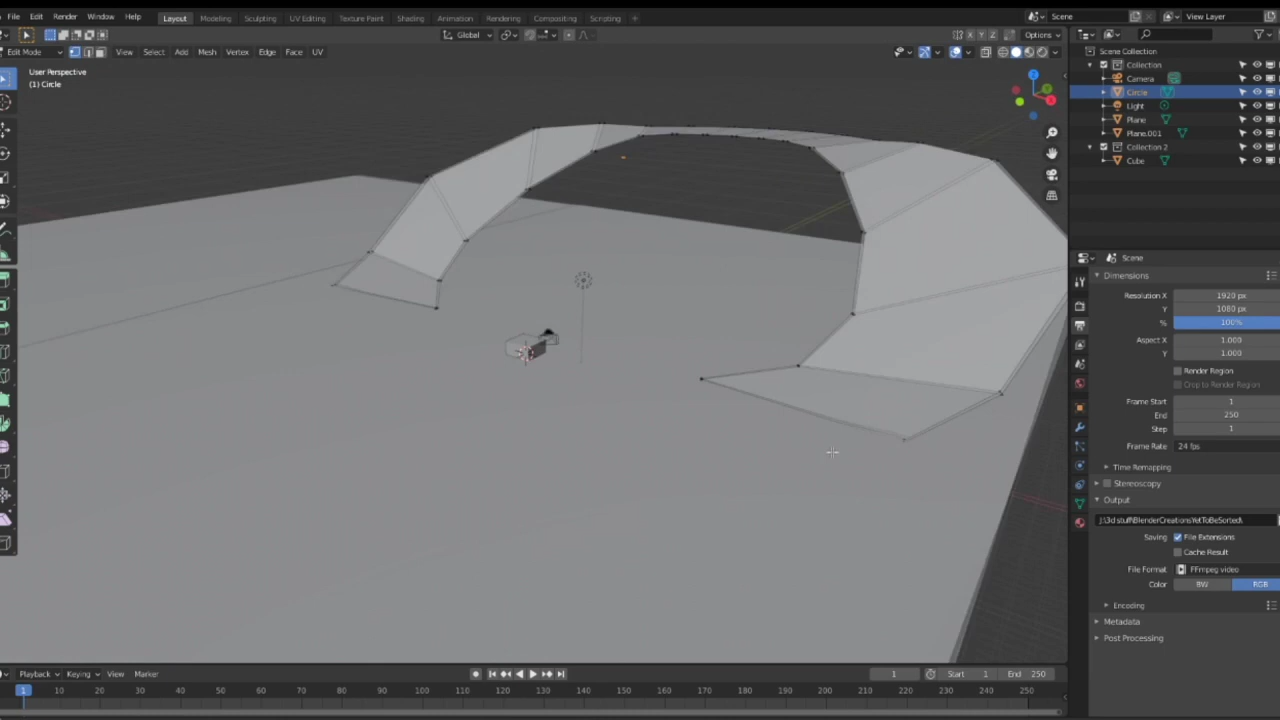 File Edit Render Window Help Layout Modeling Sculpting UV Editing Texture Paint Shading Animation Rendering Compositing Scripting + Scene View Layer
Global Options
Edit Mode View Select Add Mesh Vertex Edge Face UV
User Perspective
(1) Circle
X Y Z
Scene Collection
Collection
Camera
Circle
Light
Plane
Plane.001
Collection 2
Cube
Scene
Dimensions
Resolution X 1920 px
Y 1080 px
% 100%
Aspect X 1.000
Y 1.000
Render Region
Crop to Render Region
Frame Start 1
End 250
Step 1
Frame Rate 24 fps
Time Remapping
Stereoscopy
Output
J:\3d stuff\BlenderCreations\YetToBeSorted\
Saving File Extensions
Cache Result
File Format FFmpeg video
Color BW RGB
Encoding
Metadata
Post Processing
Playback Keying View Marker 1 Start 1 End 250
1 10 20 30 40 50 60 70 80 90 100 110 120 130 140 150 160 170 180 190 200 210 220 230 240 250